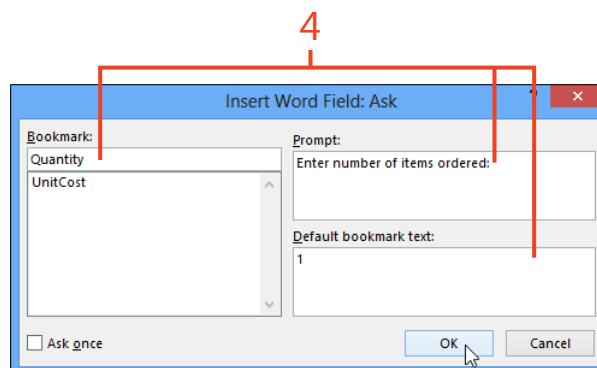 4
Insert Word Field: Ask
?
Bookmark:
Quantity
UnitCost
Prompt:
Enter number of items ordered:
Default bookmark text:
1
Ask once
OK
Cancel